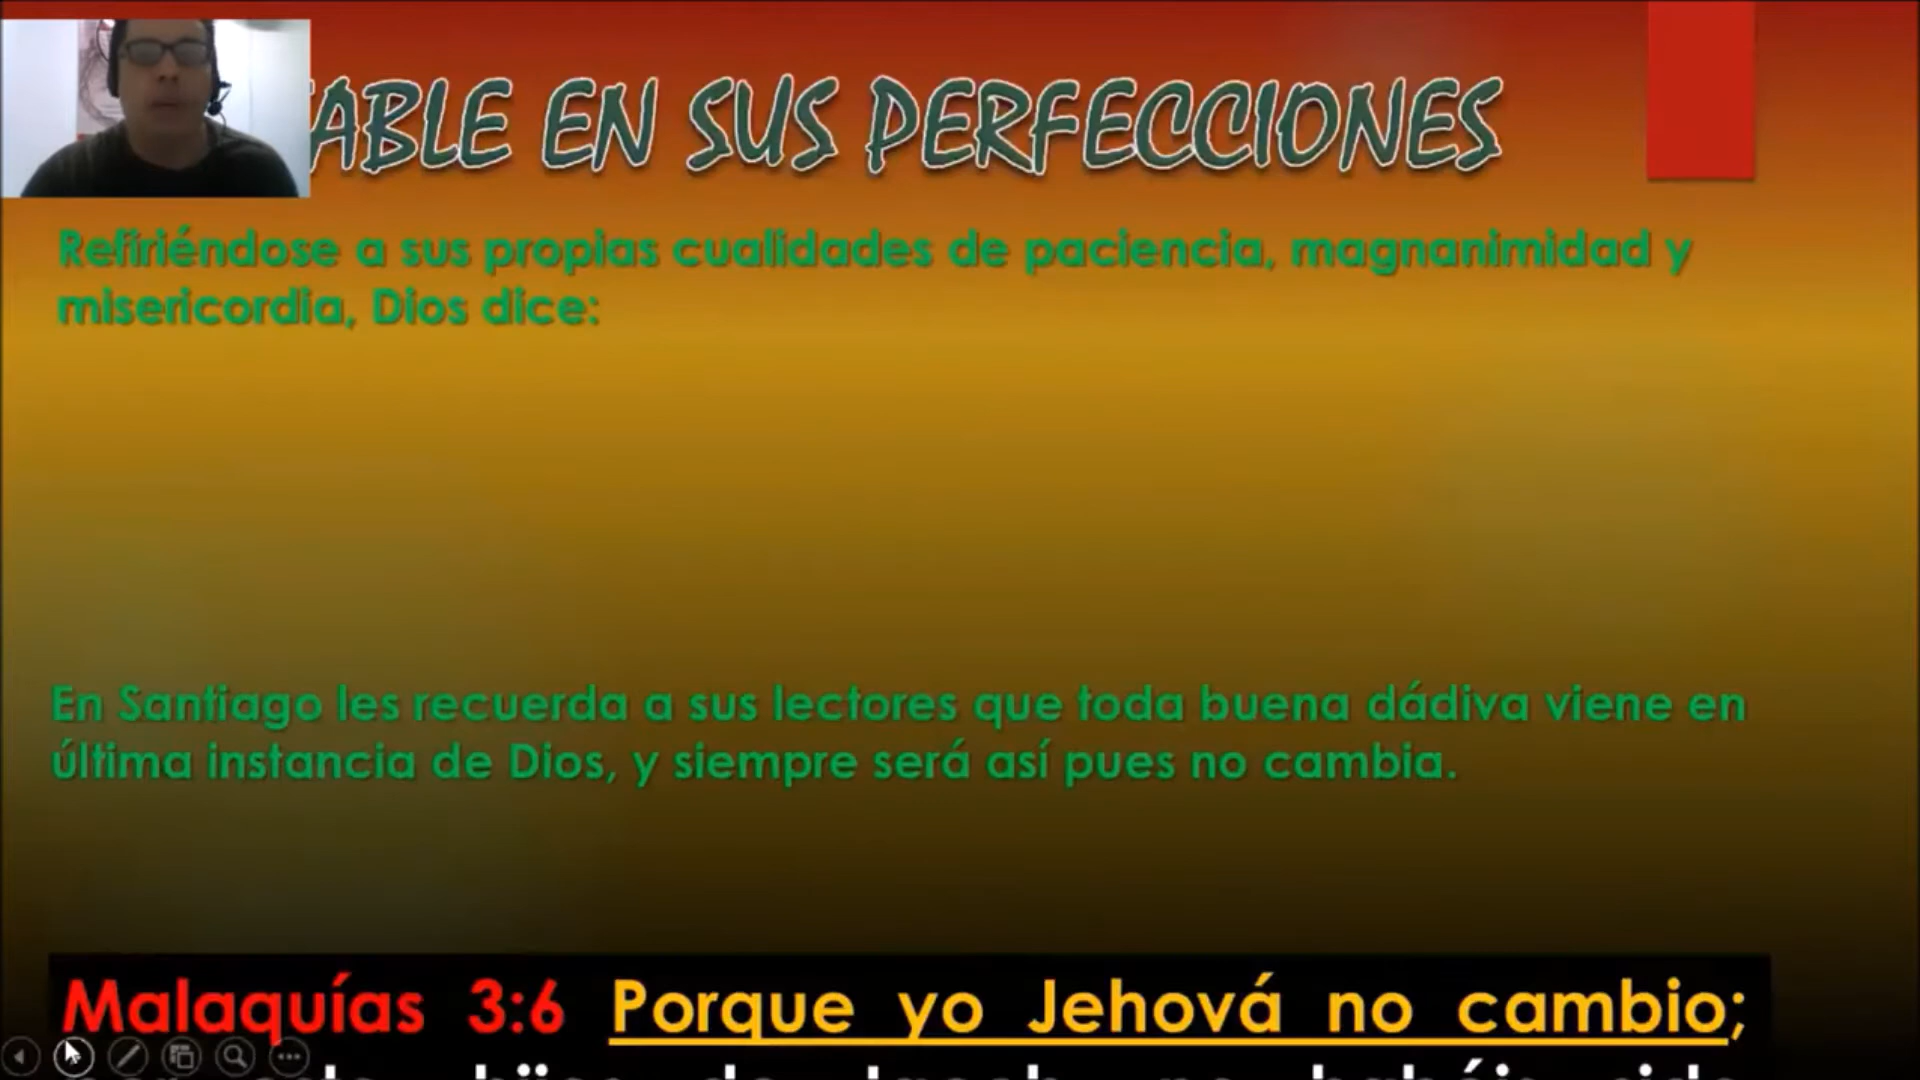 ABLE EN SUS PERFECCIONES
Refiriéndose a sus propias cualidades de paciencia, magnanimidad y
misericordia, Dios dice:
En Santiago les recuerda a sus lectores que toda buena dádiva viene en
última instancia de Dios, y siempre será así pues no cambia.
Malaquías 3:6 Porque yo Jehová no cambio;